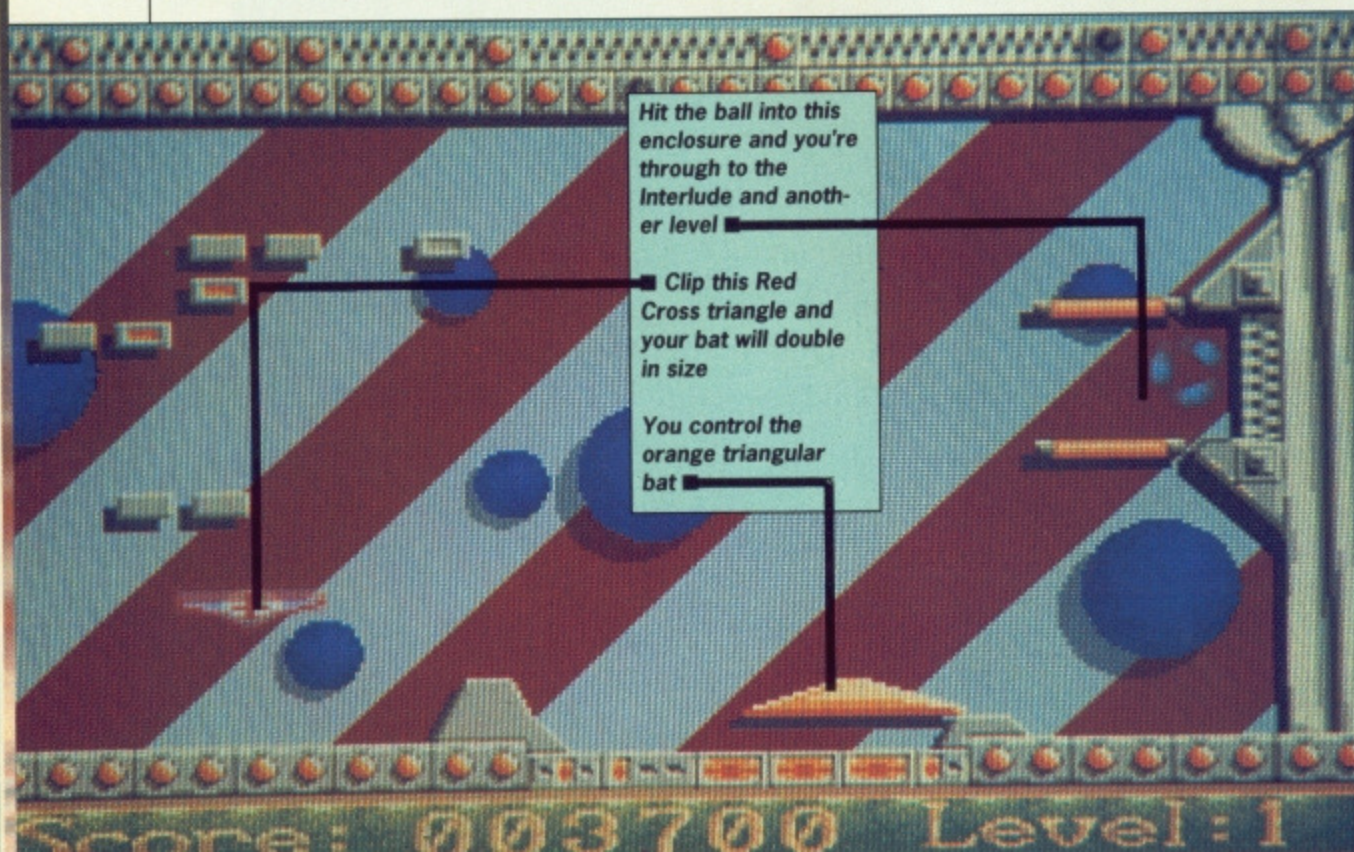 Hit the ball into this
enclosure and you're
through to the
Interlude and anoth-
er level
Clip this Red
Cross triangle and
your bat will double
in size
You control the
orange triangular
bat
Score: 003700 Level:1